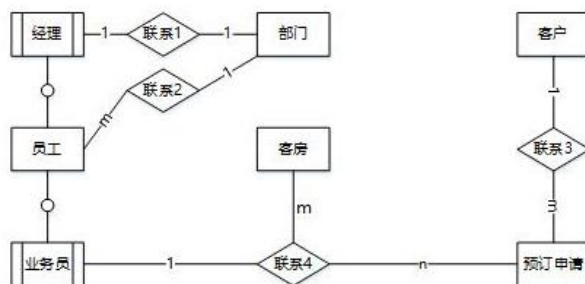 经理 1 联系1 1 部门 客户
m 联系2 1 1
员工 客房 联系3
m m
业务员 1 联系4 n 预订申请